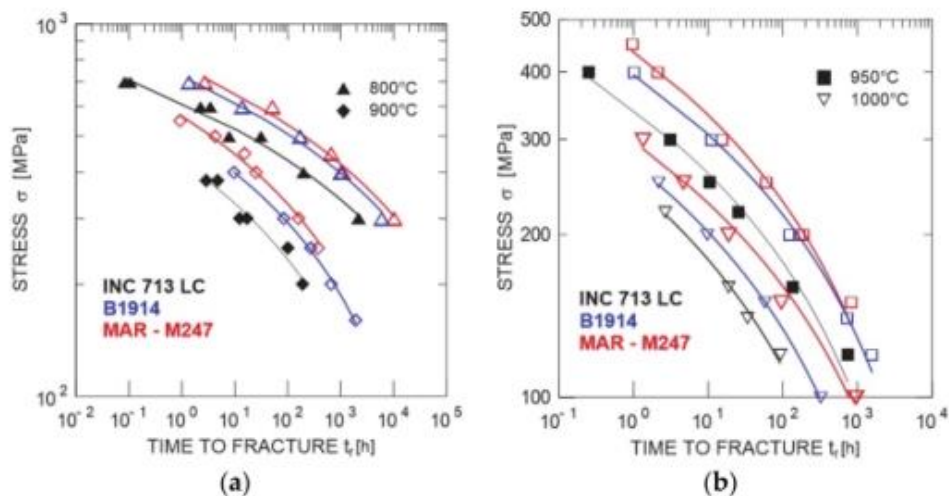 10³
10²
STRESS σ [MPa]
▲ 800°C
◆ 900°C
INC 713 LC
B1914
MAR - M247
10⁻² 10⁻¹ 10⁰ 10¹ 10² 10³ 10⁴ 10⁵
TIME TO FRACTURE tᵣ[h]
(a)
500
400
300
200
100
STRESS σ [MPa]
■ 950°C
▽ 1000°C
INC 713 LC
B1914
MAR - M247
10⁻¹ 10⁰ 10¹ 10² 10³ 10⁴
TIME TO FRACTURE tᵣ[h]
(b)